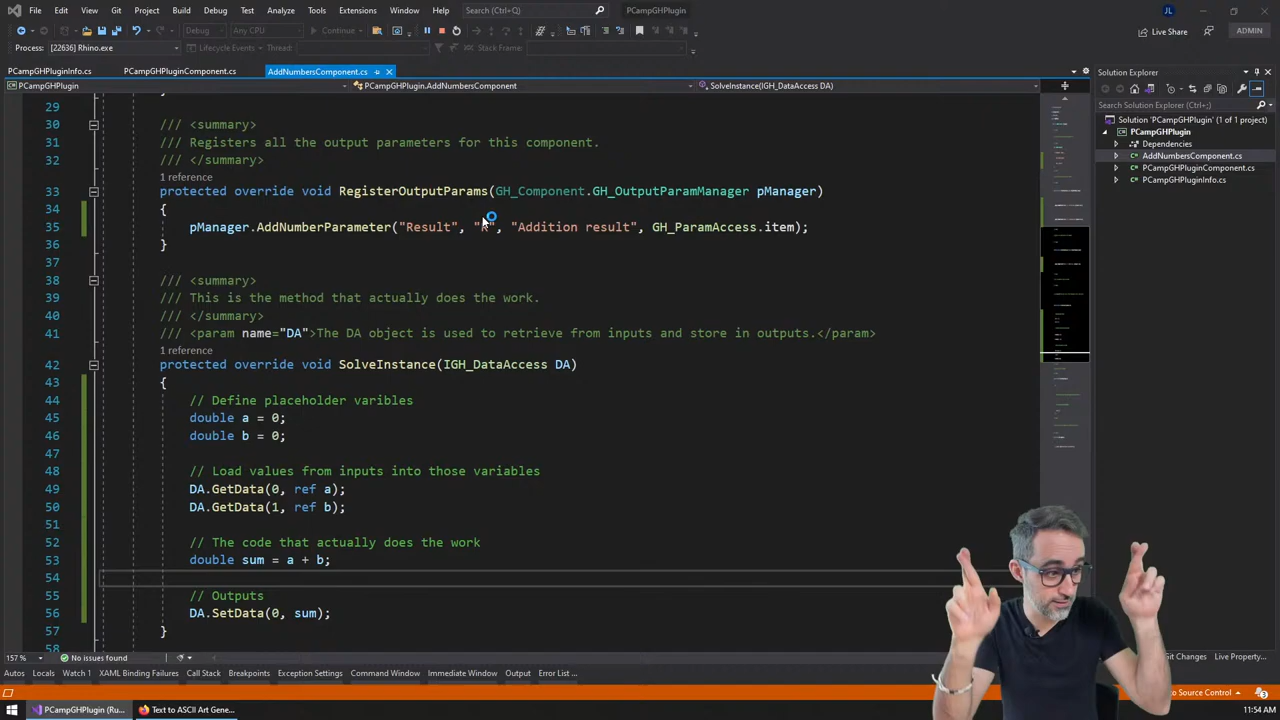 File Edit View Git Project Build Debug Test Analyze Tools Extensions Window Help Search (Ctrl+Q) PCampGHPlugin JL
Debug Any CPU Continue Live Share ADMIN
Process: [22636] Rhino.exe Lifecycle Events Thread: Stack Frame:
PCampGHPluginInfo.cs PCampGHPluginComponent.cs AddNumbersComponent.cs Solution Explorer
PCampGHPlugin PCampGHPlugin.AddNumbersComponent SolveInstance(IGH_DataAccess DA)
Search Solution Explorer (Ctrl+;)
Solution 'PCampGHPlugin' (1 of 1 project)
PCampGHPlugin
Dependencies
AddNumbersComponent.cs
PCampGHPluginComponent.cs
PCampGHPluginInfo.cs
29
30 /// <summary>
31 /// Registers all the output parameters for this component.
32 /// </summary>
1 reference
33 protected override void RegisterOutputParams(GH_Component.GH_OutputParamManager pManager)
34 {
35 pManager.AddNumberParameter("Result", "R", "Addition result", GH_ParamAccess.item);
36 }
37
38 /// <summary>
39 /// This is the method that actually does the work.
40 /// </summary>
41 /// <param name="DA">The DA object is used to retrieve from inputs and store in outputs.</param>
1 reference
42 protected override void SolveInstance(IGH_DataAccess DA)
43 {
44 // Define placeholder varibles
45 double a = 0;
46 double b = 0;
47
48 // Load values from inputs into those variables
49 DA.GetData(0, ref a);
50 DA.GetData(1, ref b);
51
52 // The code that actually does the work
53 double sum = a + b;
54
55 // Outputs
56 DA.SetData(0, sum);
57 }
58
157 % No issues found Git Changes Live Property...
Autos Locals Watch 1 XAML Binding Failures Call Stack Breakpoints Exception Settings Command Window Immediate Window Output Error List ...
to Source Control 3
PCampGHPlugin (Ru... Text to ASCII Art Gene... 11:54 AM